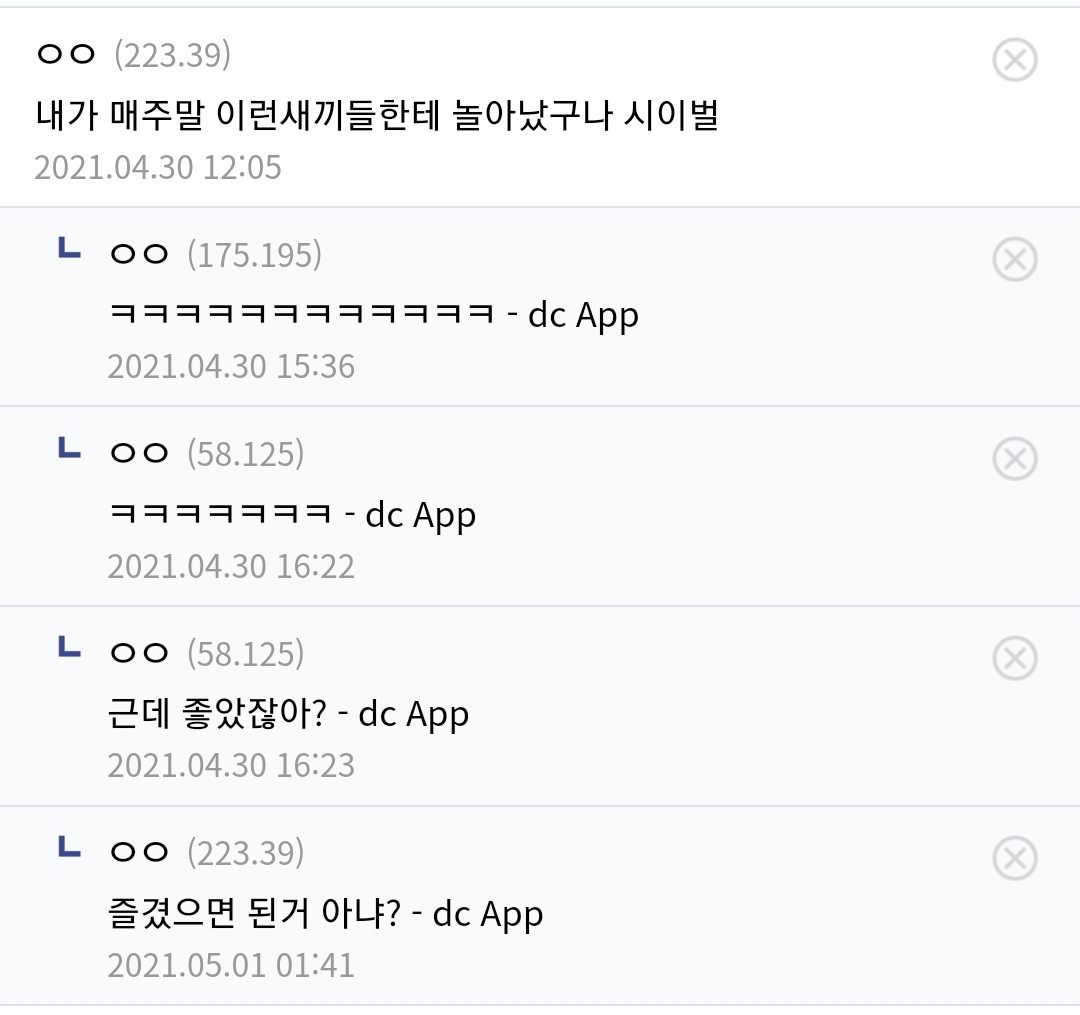 ㅇㅇ (223.39)
내가 매주말 이런새끼들한테 놀아났구나 시이벌
2021.04.30 12:05
ㅇㅇ (175.195)
ㅋㅋㅋㅋㅋㅋㅋㅋㅋㅋㅋㅋ - dc App
2021.04.30 15:36
ㅇㅇ (58.125)
ㅋㅋㅋㅋㅋㅋㅋ - dc App
2021.04.30 16:22
ㅇㅇ (58.125)
근데 좋았잖아? - dc App
2021.04.30 16:23
ㅇㅇ (223.39)
즐겼으면 된거 아냐? - dc App
2021.05.01 01:41